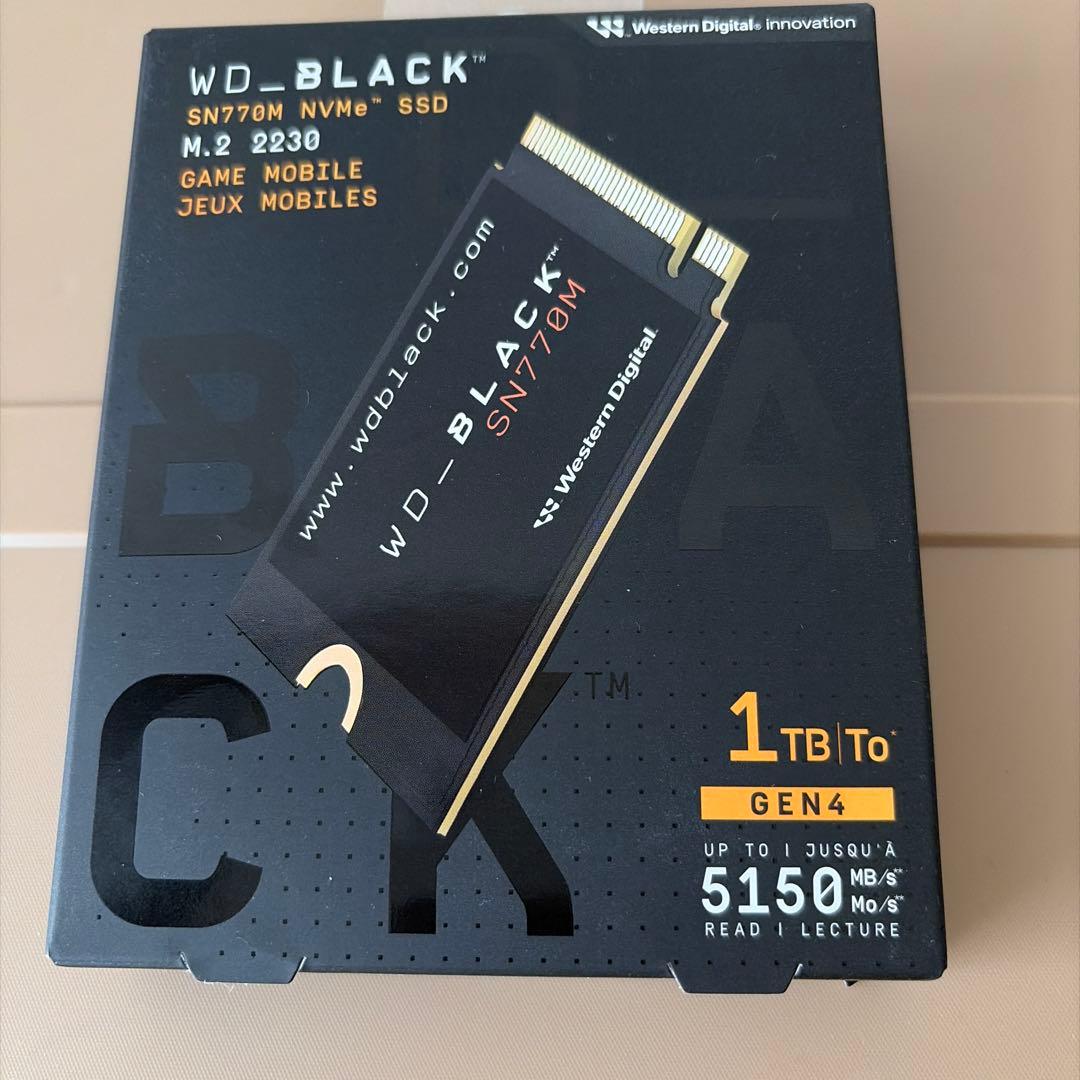 Western Digital® innovation
WD_BLACK™
SN770M NVMe™ SSD
M.2 2230
GAME MOBILE
JEUX MOBILES
www.wdblack.com
WD_BLACK™
SN770M
Western Digital.
B A
CK™
1TB|To*
GEN4
UP TO | JUSQU'À
5150 MB/s**
Mo/s**
READ | LECTURE